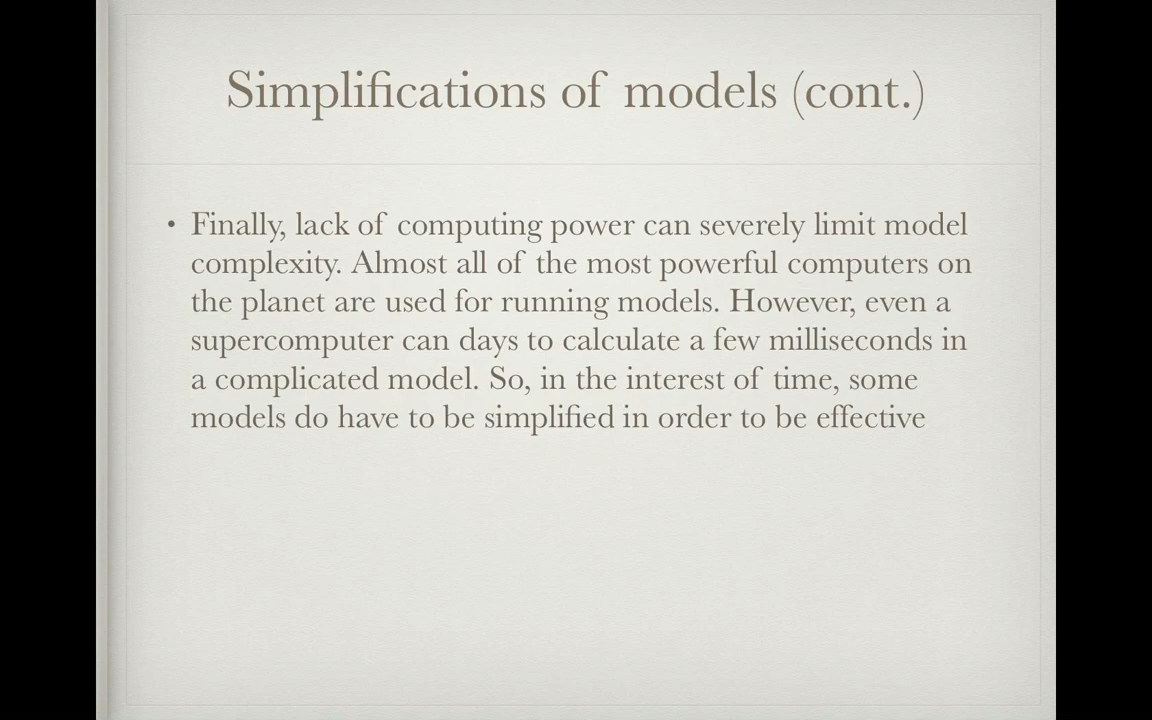 Simplifications of models (cont.)
• Finally, lack of computing power can severely limit model
complexity. Almost all of the most powerful computers on
the planet are used for running models. However, even a
supercomputer can days to calculate a few milliseconds in
a complicated model. So, in the interest of time, some
models do have to be simplified in order to be effective